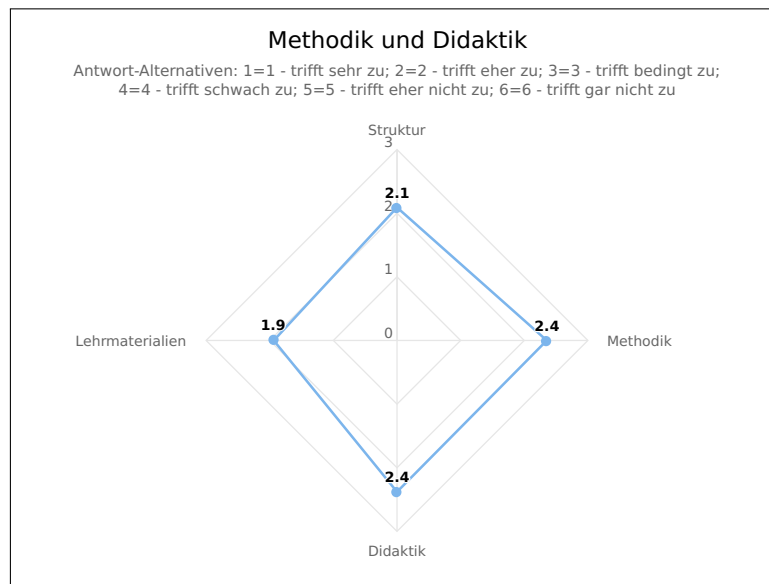 Methodik und Didaktik
Antwort-Alternativen: 1=1 - trifft sehr zu; 2=2 - trifft eher zu; 3=3 - trifft bedingt zu;
4=4 - trifft schwach zu; 5=5 - trifft eher nicht zu; 6=6 - trifft gar nicht zu
Struktur
3
2.1
2
1
1.9
2.4
0
Lehrmaterialien
Methodik
2.4
Didaktik